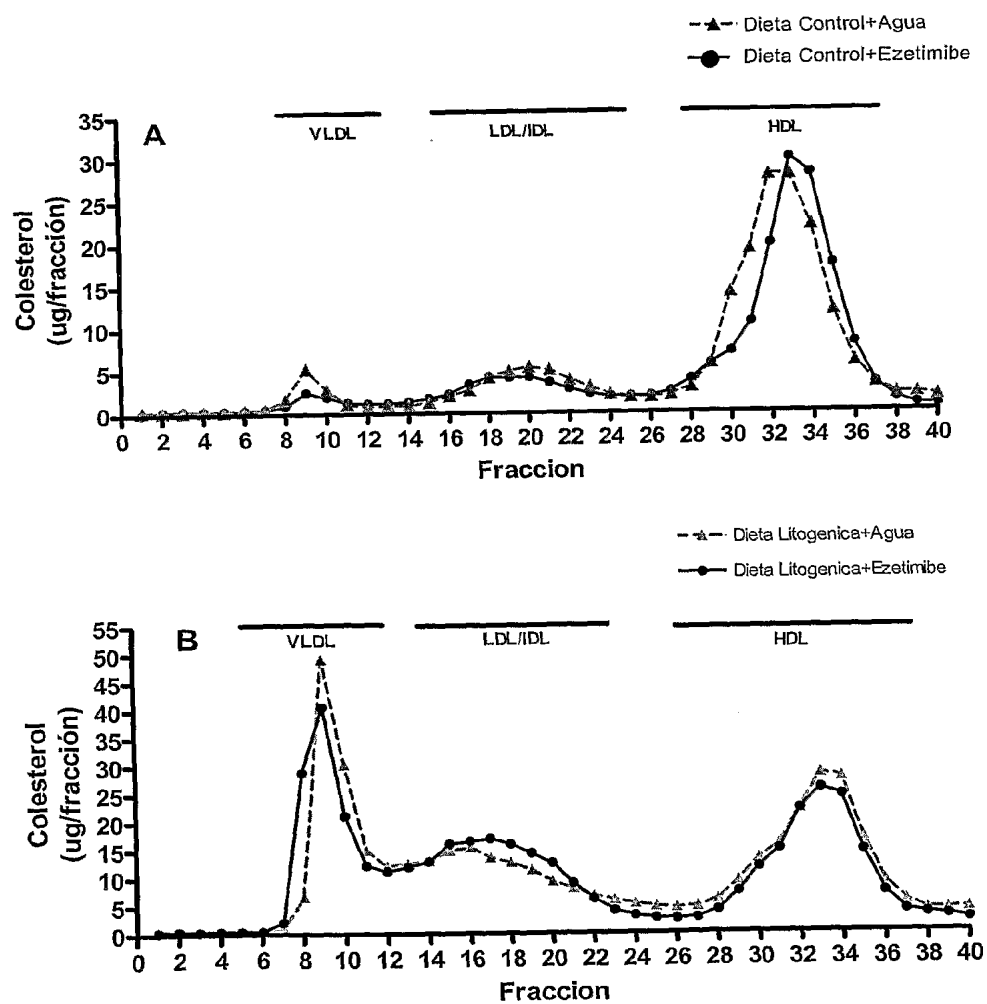 Dieta Control+Agua
Dieta Control+Ezetimibe
A
VLDL
LDL/IDL
HDL
35
30
25
20
15
10
5
0
Colesterol
(ug/fracción)
0 2 4 6 8 10 12 14 16 18 20 22 24 26 28 30 32 34 36 38 40
Fraccion
Dieta Litogenica+Agua
Dieta Litogenica+Ezetimibe
B
VLDL
LDL/IDL
HDL
55
50
45
40
35
30
25
20
15
10
5
0
Colesterol
(ug/fracción)
0 2 4 6 8 10 12 14 16 18 20 22 24 26 28 30 32 34 36 38 40
Fraccion